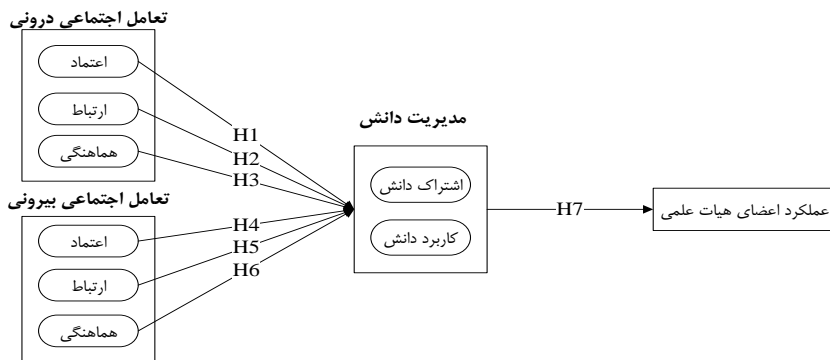 تعامل اجتماعی درونی
اعتماد
ارتباط
هماهنگی
تعامل اجتماعی بیرونی
اعتماد
ارتباط
هماهنگی
H1
H2
H3
H4
H5
H6
مدیریت دانش
اشتراک دانش
کاربرد دانش
H7
عملکرد اعضای هیات علمی